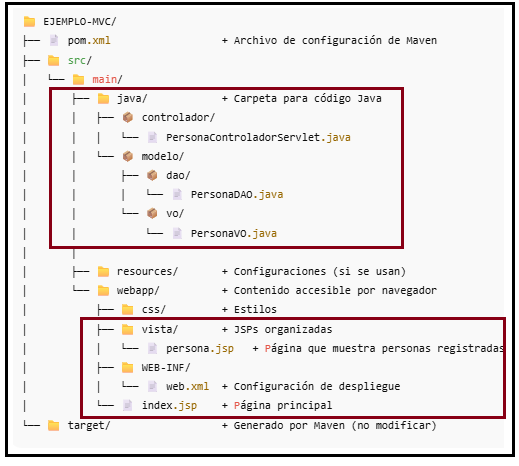 EJEMPLO-MVC/
├── pom.xml + Archivo de configuración de Maven
├── src/
│ └── main/
│ ├── java/ + Carpeta para código Java
│ │ ├── controlador/
│ │ │ └── PersonaControladorServlet.java
│ │ └── modelo/
│ │ ├── dao/
│ │ │ └── PersonaDAO.java
│ │ └── vo/
│ │ └── PersonaVO.java
│ │
│ ├── resources/ + Configuraciones (si se usan)
│ └── webapp/ + Contenido accesible por navegador
│ ├── css/ + Estilos
│ ├── vista/ + JSPs organizadas
│ │ └── persona.jsp + Página que muestra personas registradas
│ ├── WEB-INF/
│ │ └── web.xml + Configuración de despliegue
│ └── index.jsp + Página principal
└── target/ + Generado por Maven (no modificar)